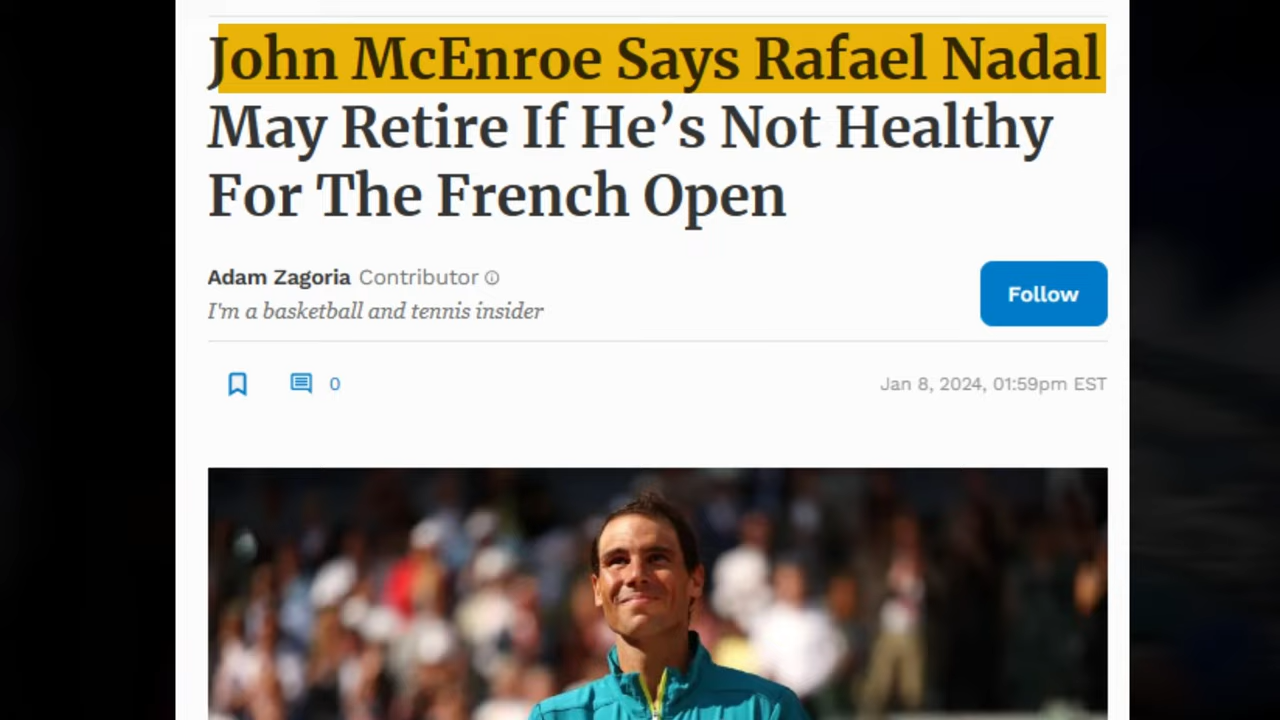 John McEnroe Says Rafael Nadal
May Retire If He’s Not Healthy
For The French Open
Adam Zagoria Contributor
Follow
I'm a basketball and tennis insider
0
Jan 8, 2024, 01:59pm EST